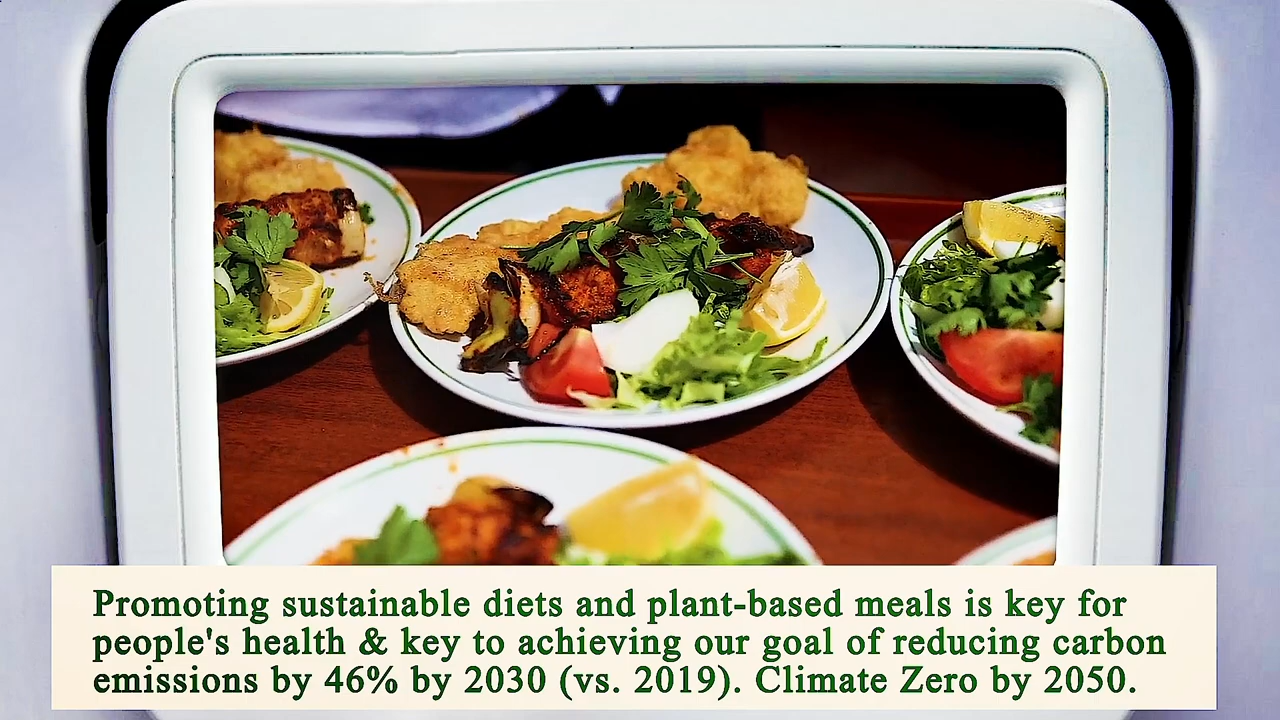 Promoting sustainable diets and plant-based meals is key for
people's health & key to achieving our goal of reducing carbon
emissions by 46% by 2030 (vs. 2019). Climate Zero by 2050.